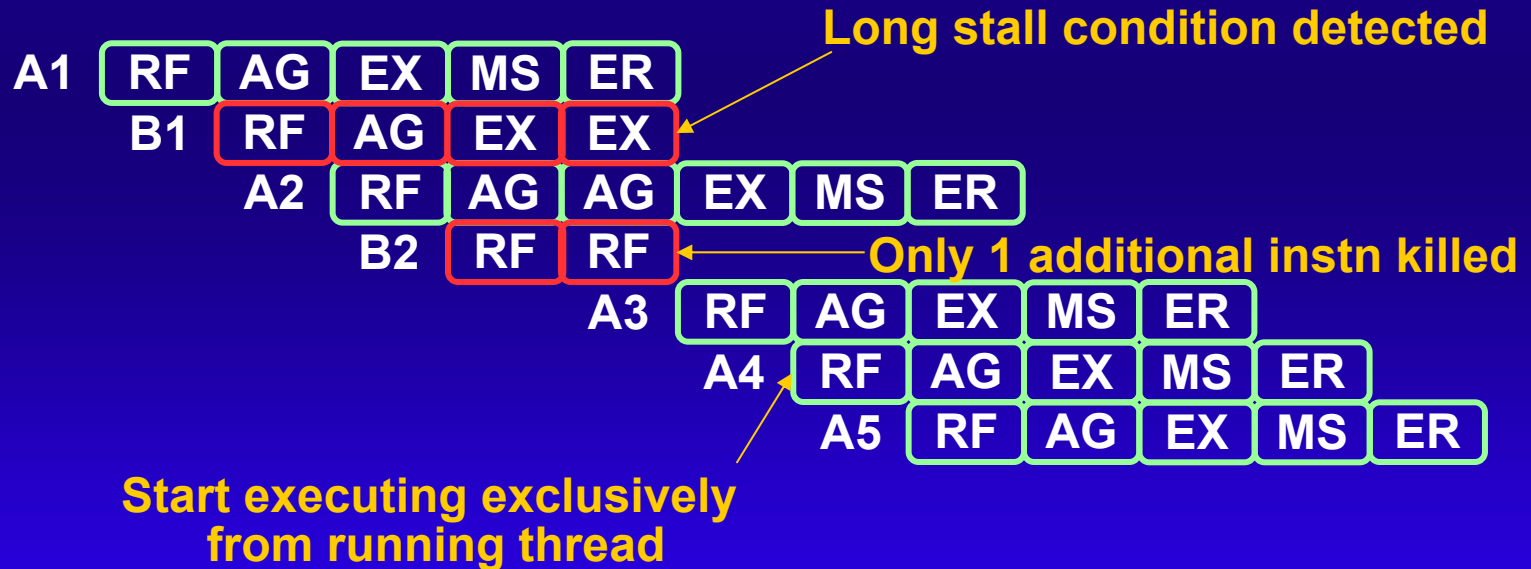 Long stall condition detected
A1 RF AG EX MS ER
B1 RF AG EX EX
A2 RF AG AG EX MS ER
B2 RF RF
Only 1 additional instn killed
A3 RF AG EX MS ER
A4 RF AG EX MS ER
A5 RF AG EX MS ER
Start executing exclusively
from running thread